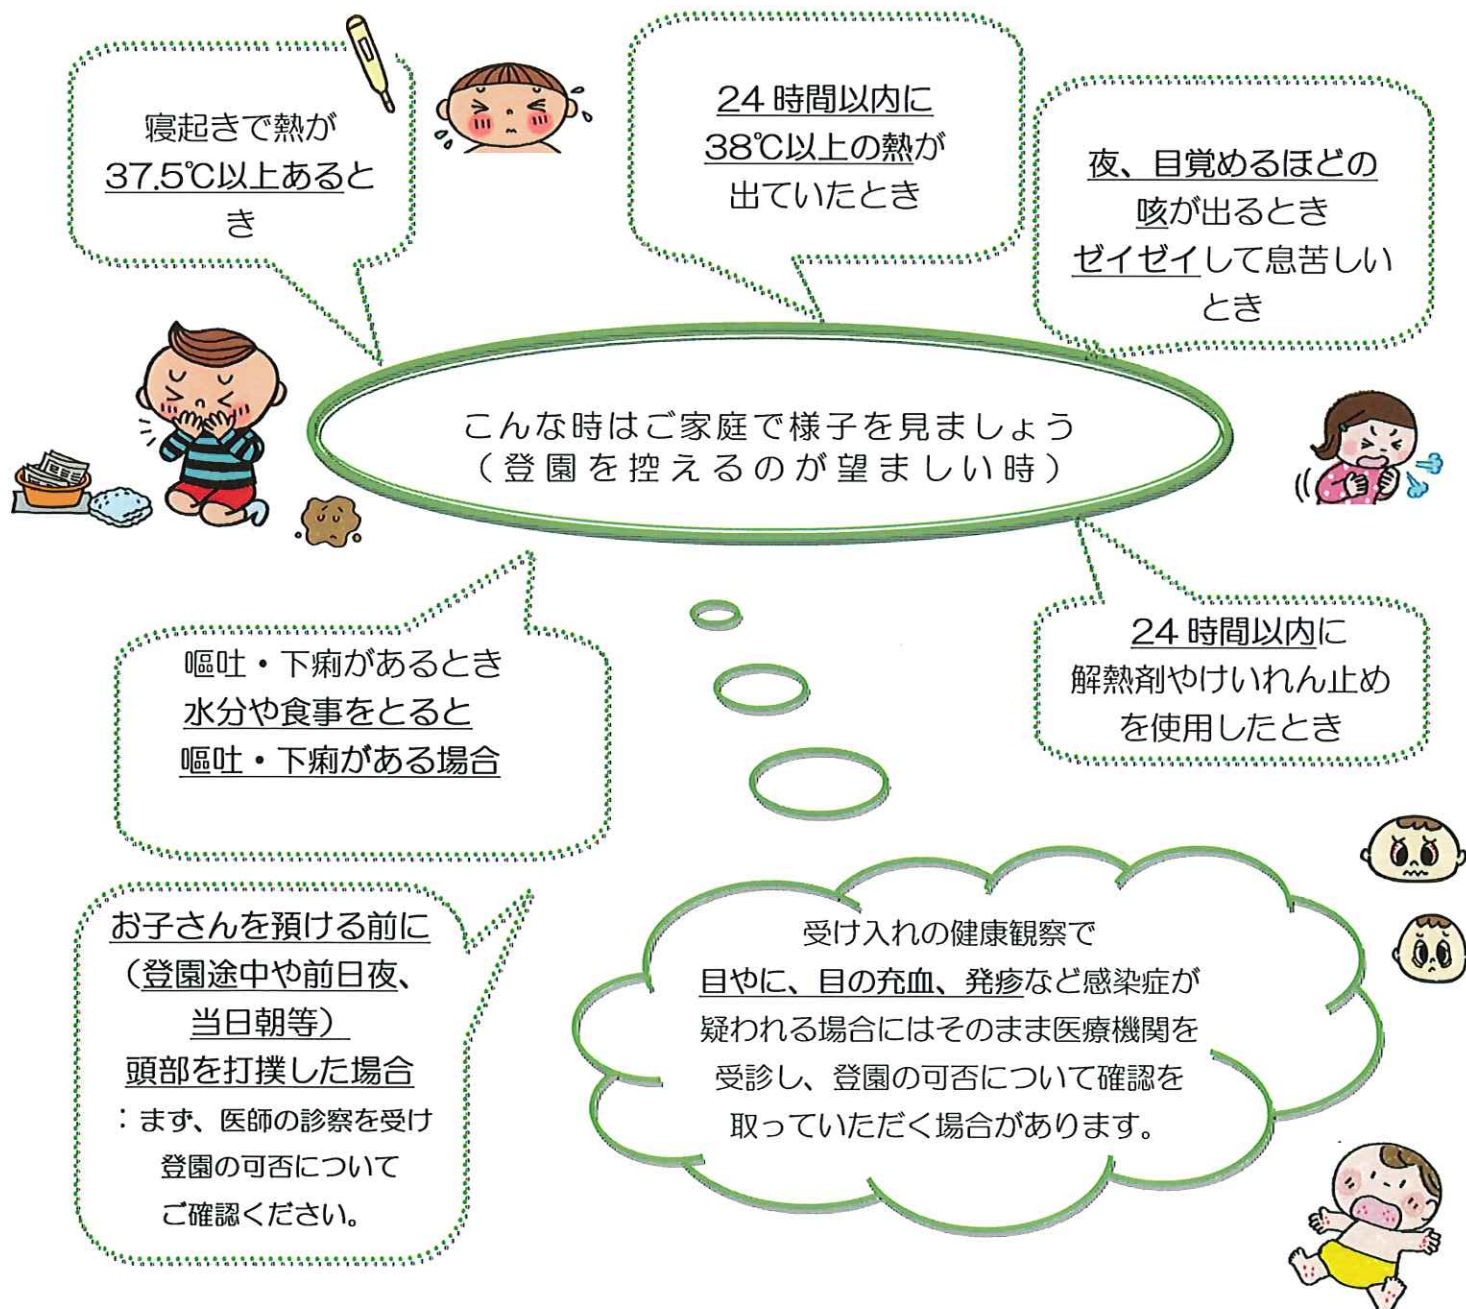 寝起きで熱が
37.5℃以上あると
き
24 時間以内に
38℃以上の熱が
出ていたとき
夜、目覚めるほどの
咳が出るとき
ゼイゼイして息苦しい
とき
こんな時はご家庭で様子を見ましょう
（登園を控えるのが望ましい時）
嘔吐・下痢があるとき
水分や食事をとると
嘔吐・下痢がある場合
24 時間以内に
解熱剤やけいれん止め
を使用したとき
お子さんを預ける前に
（登園途中や前日夜、
当日朝等）
頭部を打撲した場合
：まず、医師の診察を受け
登園の可否について
ご確認ください。
受け入れの健康観察で
目やに、目の充血、発疹など感染症が
疑われる場合にはそのまま医療機関を
受診し、登園の可否について確認を
取っていただく場合があります。